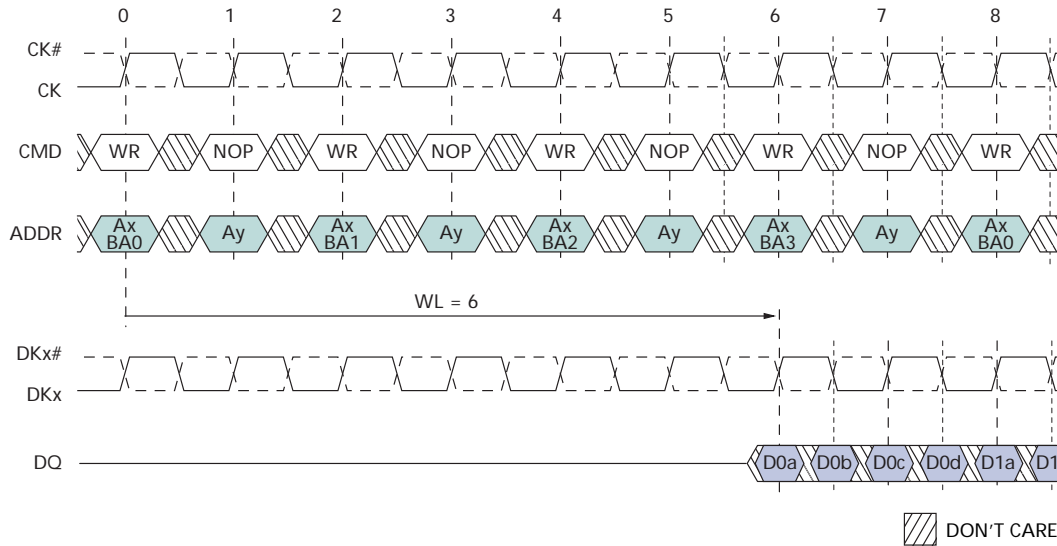 0 1 2 3 4 5 6 7 8
CK#
CK
CMD WR NOP WR NOP WR NOP WR NOP WR
ADDR Ax BA0 Ay Ax BA1 Ay Ax BA2 Ay Ax BA3 Ay Ax BA0
WL = 6
DKx#
DKx
DQ D0a D0b D0c D0d D1a D1
DON'T CARE